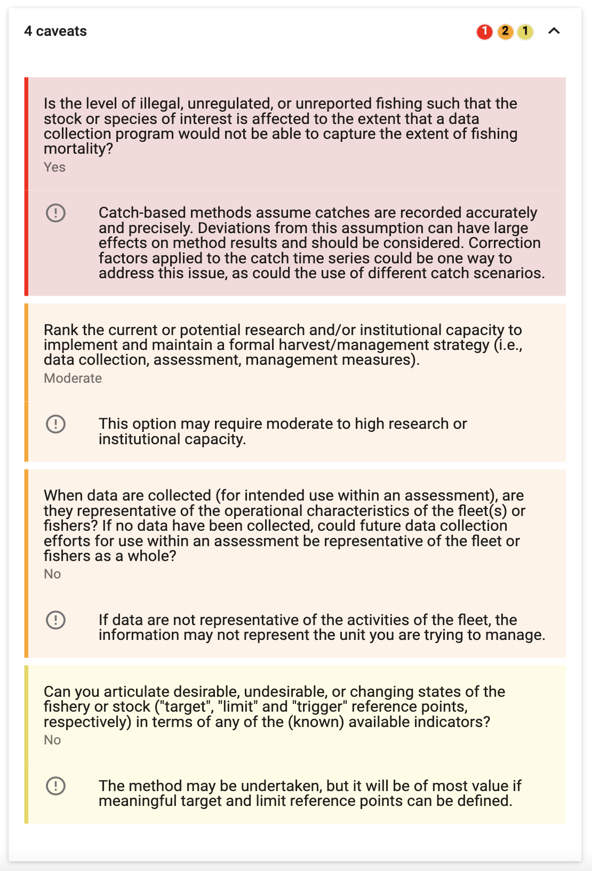 4 caveats
1 2 1
Is the level of illegal, unregulated, or unreported fishing such that the
stock or species of interest is affected to the extent that a data
collection program would not be able to capture the extent of fishing
mortality?
Yes
Catch-based methods assume catches are recorded accurately
and precisely. Deviations from this assumption can have large
effects on method results and should be considered. Correction
factors applied to the catch time series could be one way to
address this issue, as could the use of different catch scenarios.
Rank the current or potential research and/or institutional capacity to
implement and maintain a formal harvest/management strategy (i.e.,
data collection, assessment, management measures).
Moderate
This option may require moderate to high research or
institutional capacity.
When data are collected (for intended use within an assessment), are
they representative of the operational characteristics of the fleet(s) or
fishers? If no data have been collected, could future data collection
efforts for use within an assessment be representative of the fleet or
fishers as a whole?
No
If data are not representative of the activities of the fleet, the
information may not represent the unit you are trying to manage.
Can you articulate desirable, undesirable, or changing states of the
fishery or stock ("target", "limit" and "trigger" reference points,
respectively) in terms of any of the (known) available indicators?
No
The method may be undertaken, but it will be of most value if
meaningful target and limit reference points can be defined.